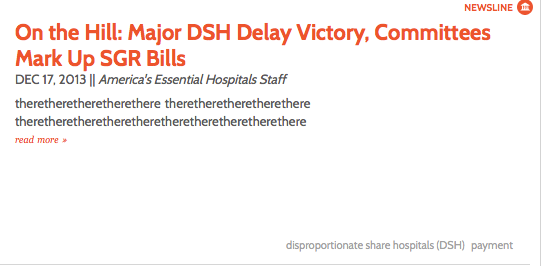 NEWSLINE
On the Hill: Major DSH Delay Victory, Committees
Mark Up SGR Bills
DEC 17, 2013 || America's Essential Hospitals Staff
theretheretheretherethere theretheretheretherethere
theretheretheretheretheretheretheretheretherethere
read more »
disproportionate share hospitals (DSH) payment